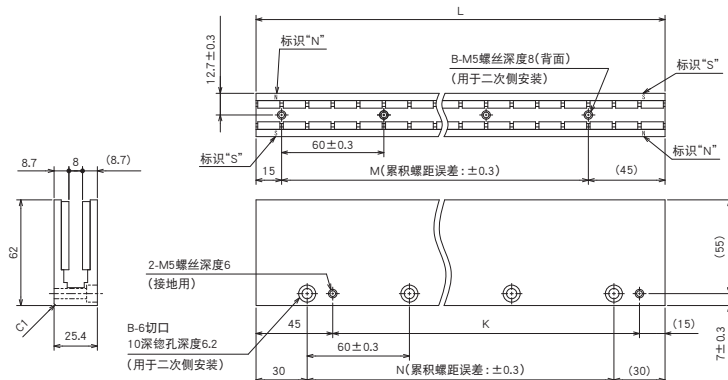 L
12.7±0.3
标识“N”
B-M5螺丝深度8(背面)
(用于二次侧安装)
标识“S”
N
S
S
N
标识“S”
标识“N”
60±0.3
15
M(累积螺距误差：±0.3)
(45)
8.7
8
(8.7)
62
C1
25.4
2-M5螺丝深度6
(接地用)
B-6切口
10深锪孔深度6.2
(用于二次侧安装)
(55)
45
K
(15)
60±0.3
7±0.3
30
N(累积螺距误差：±0.3)
(30)